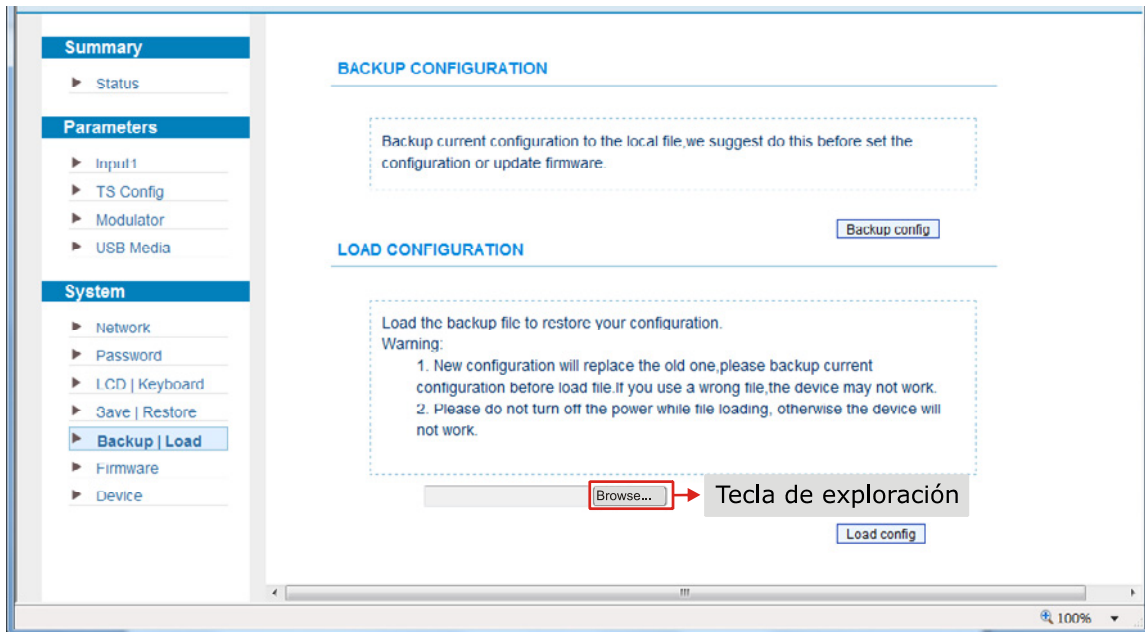 Summary
Status
Parameters
Input1
TS Config
Modulator
USB Media
System
Network
Password
LCD | Keyboard
Save | Restore
Backup | Load
Firmware
Device
BACKUP CONFIGURATION
Backup current configuration to the local file,we suggest do this before set the
configuration or update firmware.
Backup config
LOAD CONFIGURATION
Load the backup file to restore your configuration.
Warning:
1. New configuration will replace the old one,please backup current
configuration before load file.If you use a wrong file,the device may not work.
2. Please do not turn off the power while file loading, otherwise the device will
not work.
Browse...
Tecla de exploración
Load config
100%